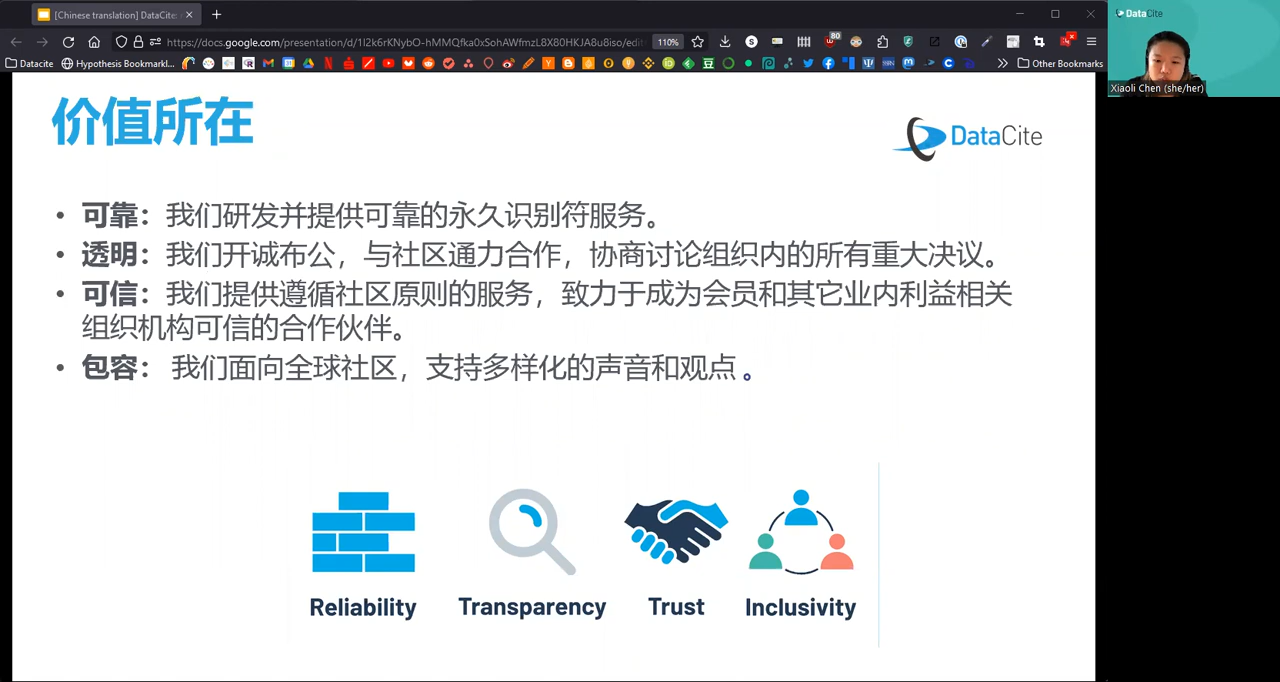 [Chinese translation] DataCite:
https://docs.google.com/presentation/d/1I2k6rKNybO-hMMQfka0xSohAWfmzL8X80HKJA8u8iso/edit
110%
80
Datacite
Hypothesis Bookmarkl...
Other Bookmarks
DataCite
Xiaoli Chen (she/her)
价值所在
DataCite
• 可靠：我们研发并提供可靠的永久识别符服务。
• 透明：我们开诚布公，与社区通力合作，协商讨论组织内的所有重大决议。
• 可信：我们提供遵循社区原则的服务，致力于成为会员和其它业内利益相关
组织机构可信的合作伙伴。
• 包容： 我们面向全球社区，支持多样化的声音和观点。
Reliability Transparency Trust Inclusivity